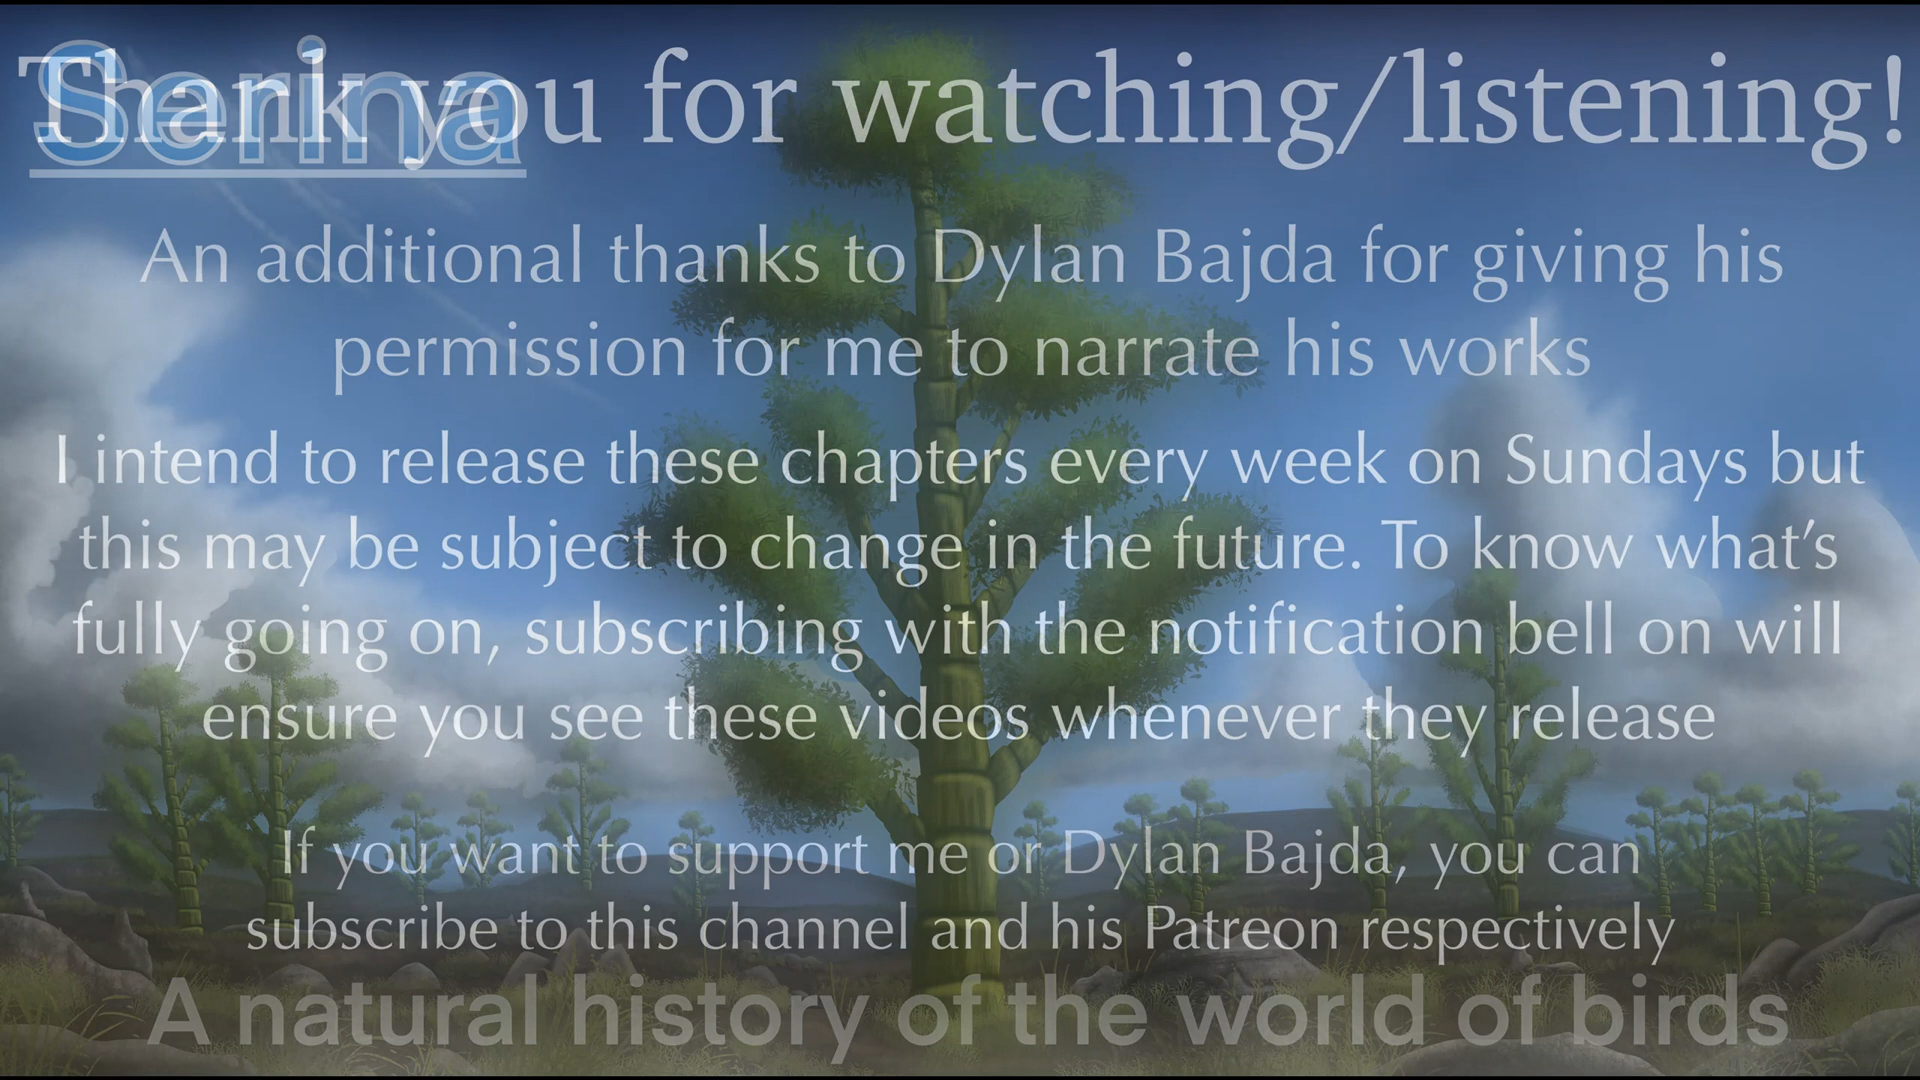 Serina
Thank you for watching/listening!
An additional thanks to Dylan Bajda for giving his
permission for me to narrate his works
I intend to release these chapters every week on Sundays but
this may be subject to change in the future. To know what's
fully going on, subscribing with the notification bell on will
ensure you see these videos whenever they release
If you want to support me or Dylan Bajda, you can
subscribe to this channel and his Patreon respectively
A natural history of the world of birds